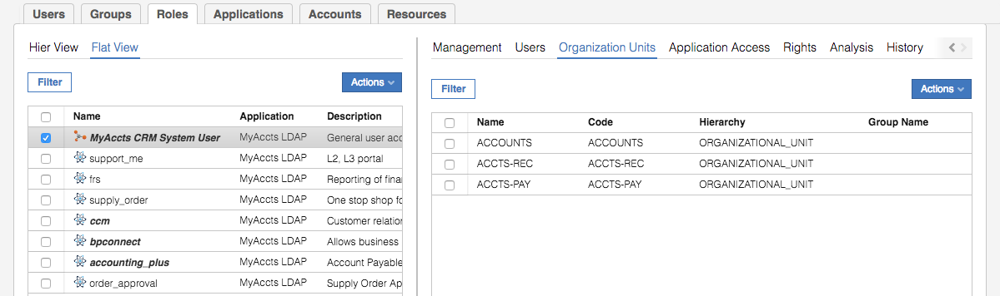 Users Groups Roles Applications Accounts Resources
Hier View Flat View
Filter Actions
Name Application Description
MyAccts CRM System User MyAccts LDAP General user acc
support_me MyAccts LDAP L2, L3 portal
frs MyAccts LDAP Reporting of fina
supply_order MyAccts LDAP One stop shop fo
ccm MyAccts LDAP Customer relation
bpconnect MyAccts LDAP Allows business
accounting_plus MyAccts LDAP Account Payable
order_approval MyAccts LDAP Supply Order Ap
Management Users Organization Units Application Access Rights Analysis History
Filter Actions
Name Code Hierarchy Group Name
ACCOUNTS ACCOUNTS ORGANIZATIONAL_UNIT
ACCTS-REC ACCTS-REC ORGANIZATIONAL_UNIT
ACCTS-PAY ACCTS-PAY ORGANIZATIONAL_UNIT